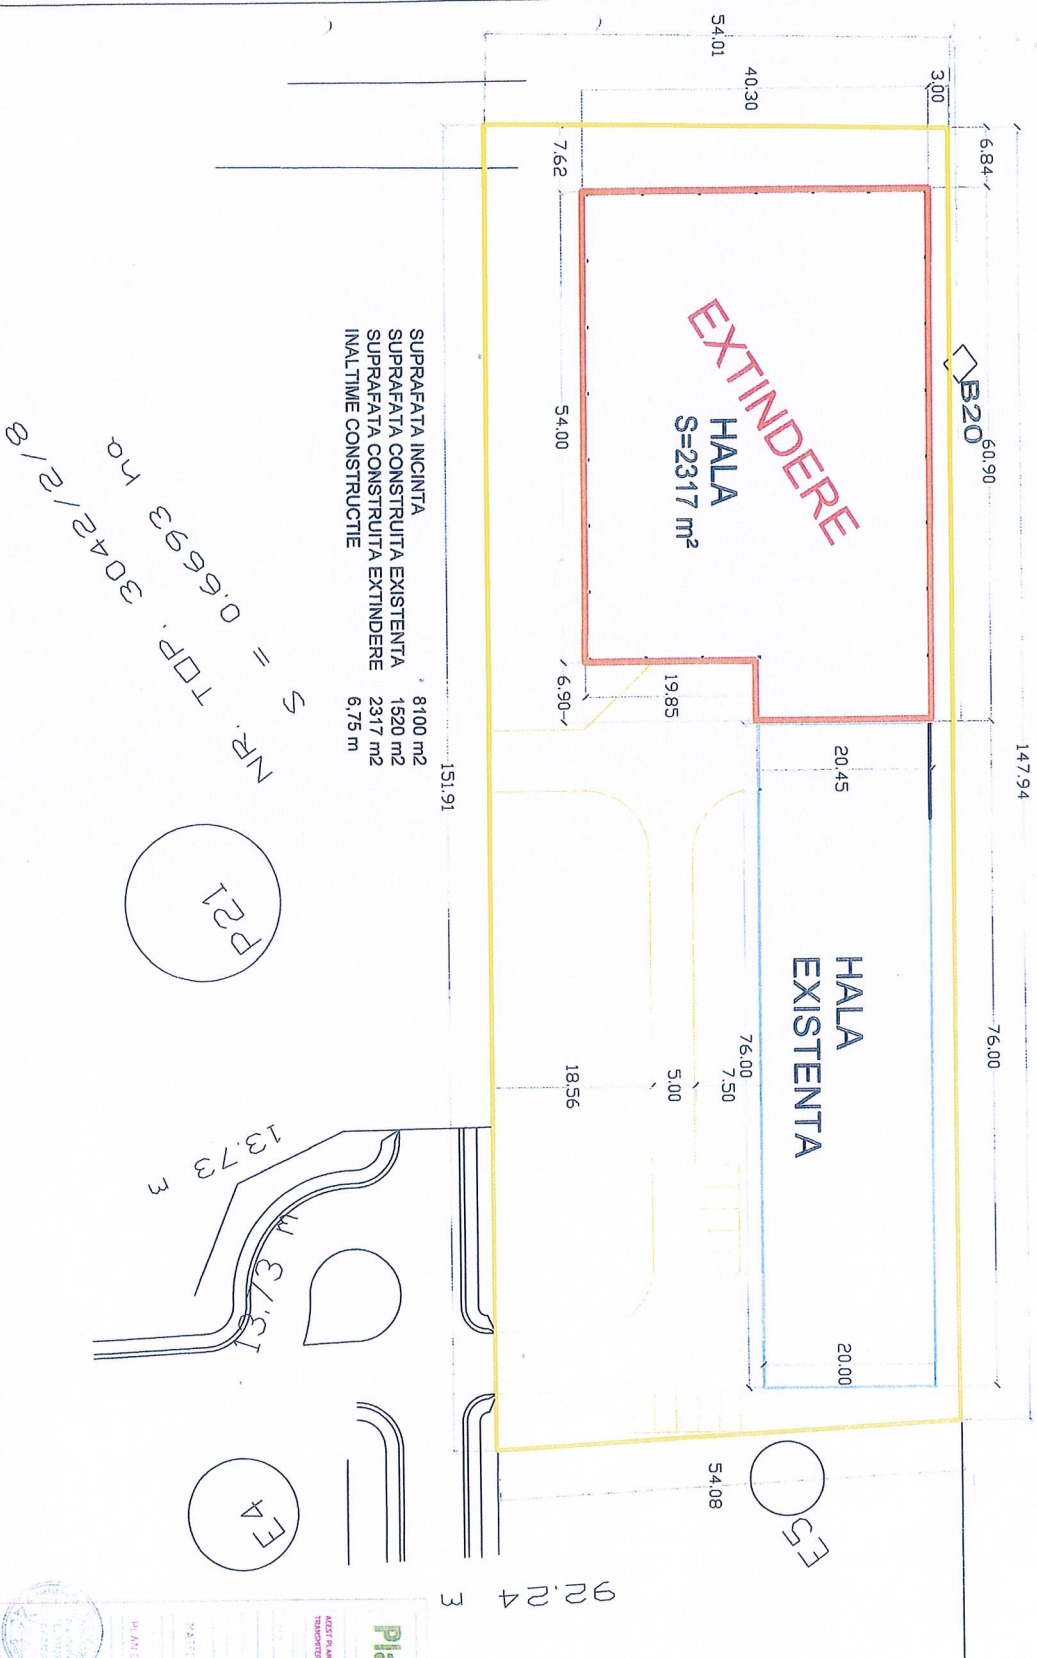 147.94
6.84
60.90
76.00
B20
3.00
40.30
54.01
EXTINDERE
HALA
S=2317 m²
HALA
EXISTENTA
20.45
20.00
19.85
76.00
7.50
5.00
18.56
54.08
7.62
54.00
6.90
151.91
SUPRAFATA INCINTA 8100 m2
SUPRAFATA CONSTRUITA EXISTENTA 1520 m2
SUPRAFATA CONSTRUITA EXTINDERE 2317 m2
INALTIME CONSTRUCTIE 6,75 m
NR. TOP. 3042/2/8
S = 0.6693 ha
P21
13.73 m
13.73 m
E4
E5
92.24 m
ACEST PLAN